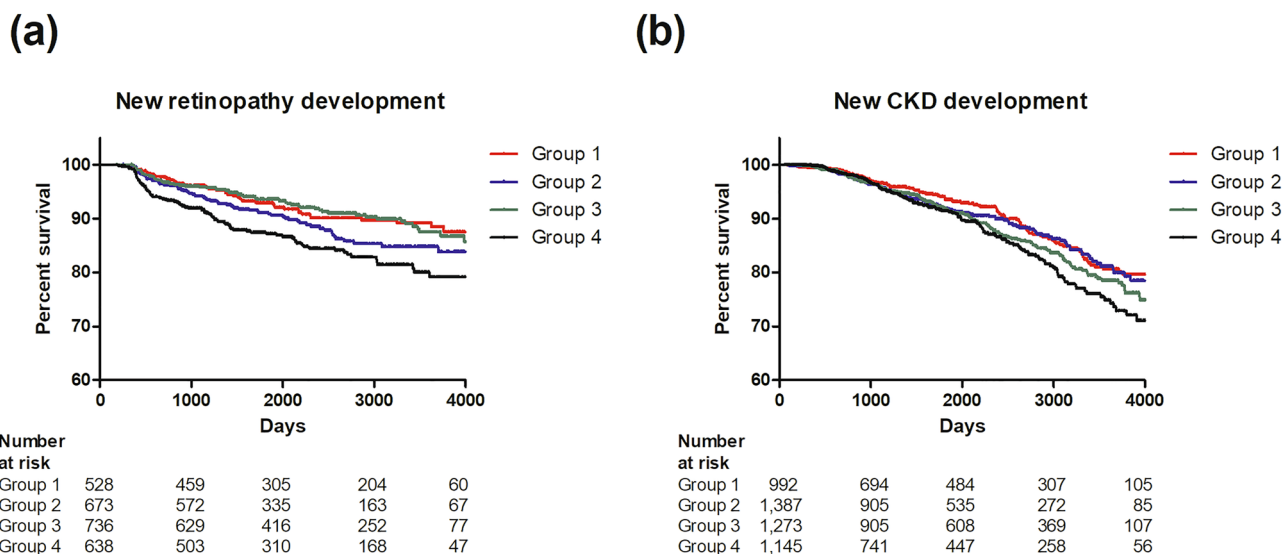 (a)
New retinopathy development
Percent survival
100
90
80
70
60
0 1000 2000 3000 4000
Days
Group 1
Group 2
Group 3
Group 4
Number
at risk
Group 1 528 459 305 204 60
Group 2 673 572 335 163 67
Group 3 736 629 416 252 77
Group 4 638 503 310 168 47
(b)
New CKD development
Percent survival
100
90
80
70
60
0 1000 2000 3000 4000
Days
Group 1
Group 2
Group 3
Group 4
Number
at risk
Group 1 992 694 484 307 105
Group 2 1,387 905 535 272 85
Group 3 1,273 905 608 369 107
Group 4 1,145 741 447 258 56